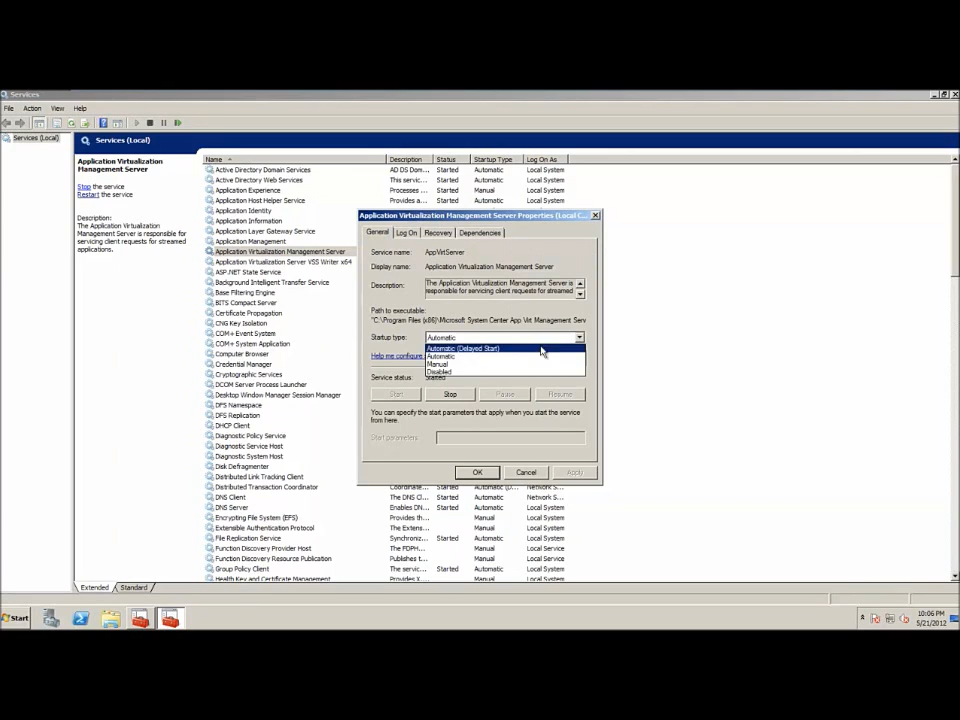 Services
File Action View Help
Services (Local)
Services (Local)
Application Virtualization
Management Server
Stop the service
Restart the service
Description:
The Application Virtualization
Management Server is responsible for
servicing client requests for streamed
applications.
Name Description Status Startup Type Log On As
Active Directory Domain Services AD DS Dom... Started Automatic Local System
Active Directory Web Services This servic... Started Automatic Local System
Application Experience Processes ... Started Manual Local System
Application Host Helper Service Provides a... Started Automatic Local System
Application Identity
Application Information
Application Layer Gateway Service
Application Management
Application Virtualization Management Server
Application Virtualization Server VSS Writer x64
ASP.NET State Service
Background Intelligent Transfer Service
Base Filtering Engine
BITS Compact Server
Certificate Propagation
CNG Key Isolation
COM+ Event System
COM+ System Application
Computer Browser
Credential Manager
Cryptographic Services
DCOM Server Process Launcher
Desktop Window Manager Session Manager
DFS Namespace
DFS Replication
DHCP Client
Diagnostic Policy Service
Diagnostic Service Host
Diagnostic System Host
Disk Defragmenter
Distributed Link Tracking Client
Distributed Transaction Coordinator Coordinate... Started Automatic (D... Network S...
DNS Client The DNS Cl... Started Automatic Network S...
DNS Server Enables DN... Started Automatic Local System
Encrypting File System (EFS) Provides th... Manual Local System
Extensible Authentication Protocol The Extens... Manual Local System
File Replication Service Synchroniz... Started Automatic Local System
Function Discovery Provider Host The FDPH... Manual Local Service
Function Discovery Resource Publication Publishes t... Manual Local Service
Group Policy Client The servic... Started Automatic Local System
Health Key and Certificate Management Provides X... Manual Local System
Extended Standard
Application Virtualization Management Server Properties (Local C...
General Log On Recovery Dependencies
Service name: AppVirtServer
Display name: Application Virtualization Management Server
Description: The Application Virtualization Management Server is
responsible for servicing client requests for streamed
Path to executable:
"C:\Program Files (x86)\Microsoft System Center App Virt Management Serv
Startup type: Automatic
Automatic (Delayed Start)
Automatic
Manual
Disabled
Help me configure
Service status: Started
Start Stop Pause Resume
You can specify the start parameters that apply when you start the service
from here.
Start parameters:
OK Cancel Apply
Start
10:06 PM
5/21/2012